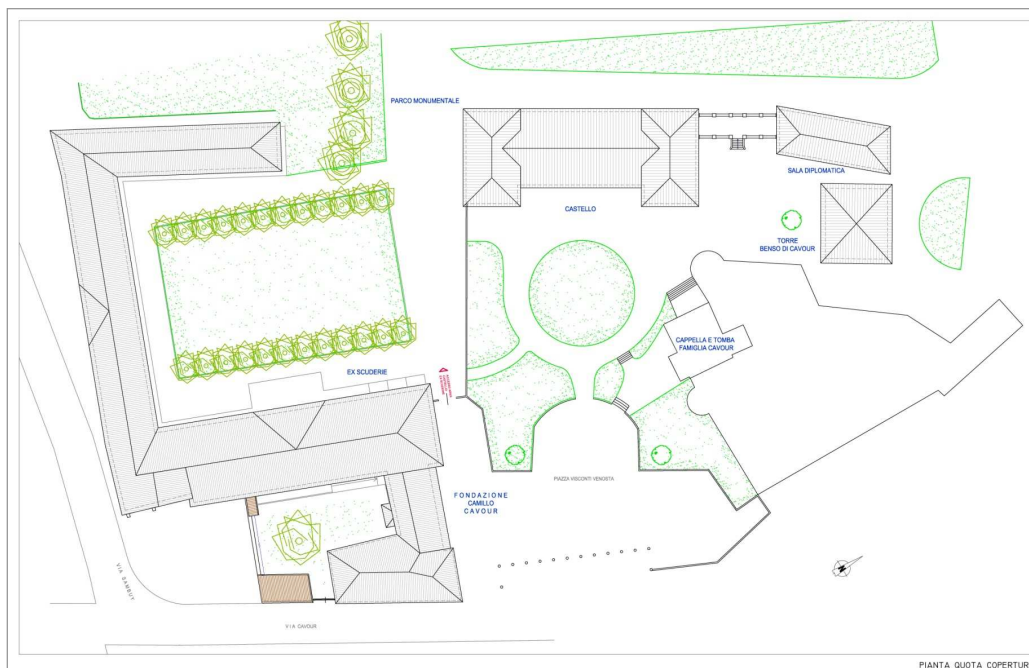 PARCO MONUMENTALE
SALA DIPLOMATICA
CASTELLO
TORRE
BENSO DI CAVOUR
CAPPELLA E TOMBA
FAMIGLIA CAVOUR
EX SCUDERIE
PIAZZA VISCONTI VENOSTA
FONDAZIONE
CAMILLO
CAVOUR
VIA SAMBUY
VIA CAVOUR
PIANTA QUOTA COPERTUR